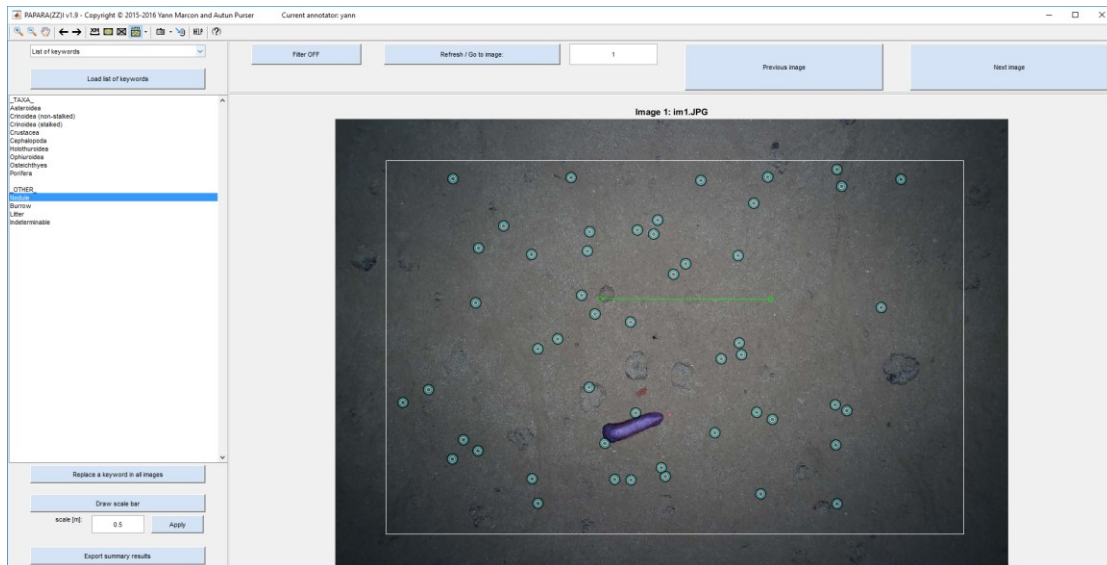 PAPARA(ZZ)I v1.9 - Copyright © 2015-2016 Yann Marcon and Autun Purser Current annotator: yann
HELP
List of keywords
Load list of keywords
Filter OFF
Refresh / Go to image:
1
Previous image
Next image
_TAXA_
Asteroidea
Crinoidea (non-stalked)
Crinoidea (stalked)
Crustacea
Cephalopoda
Holothuroidea
Ophiuroidea
Osteichthyes
Porifera
_OTHER_
Nodule
Burrow
Litter
Indeterminable
Image 1: im1.JPG
Replace a keyword in all images
Draw scale bar
scale [m]:
0.5
Apply
Export summary results